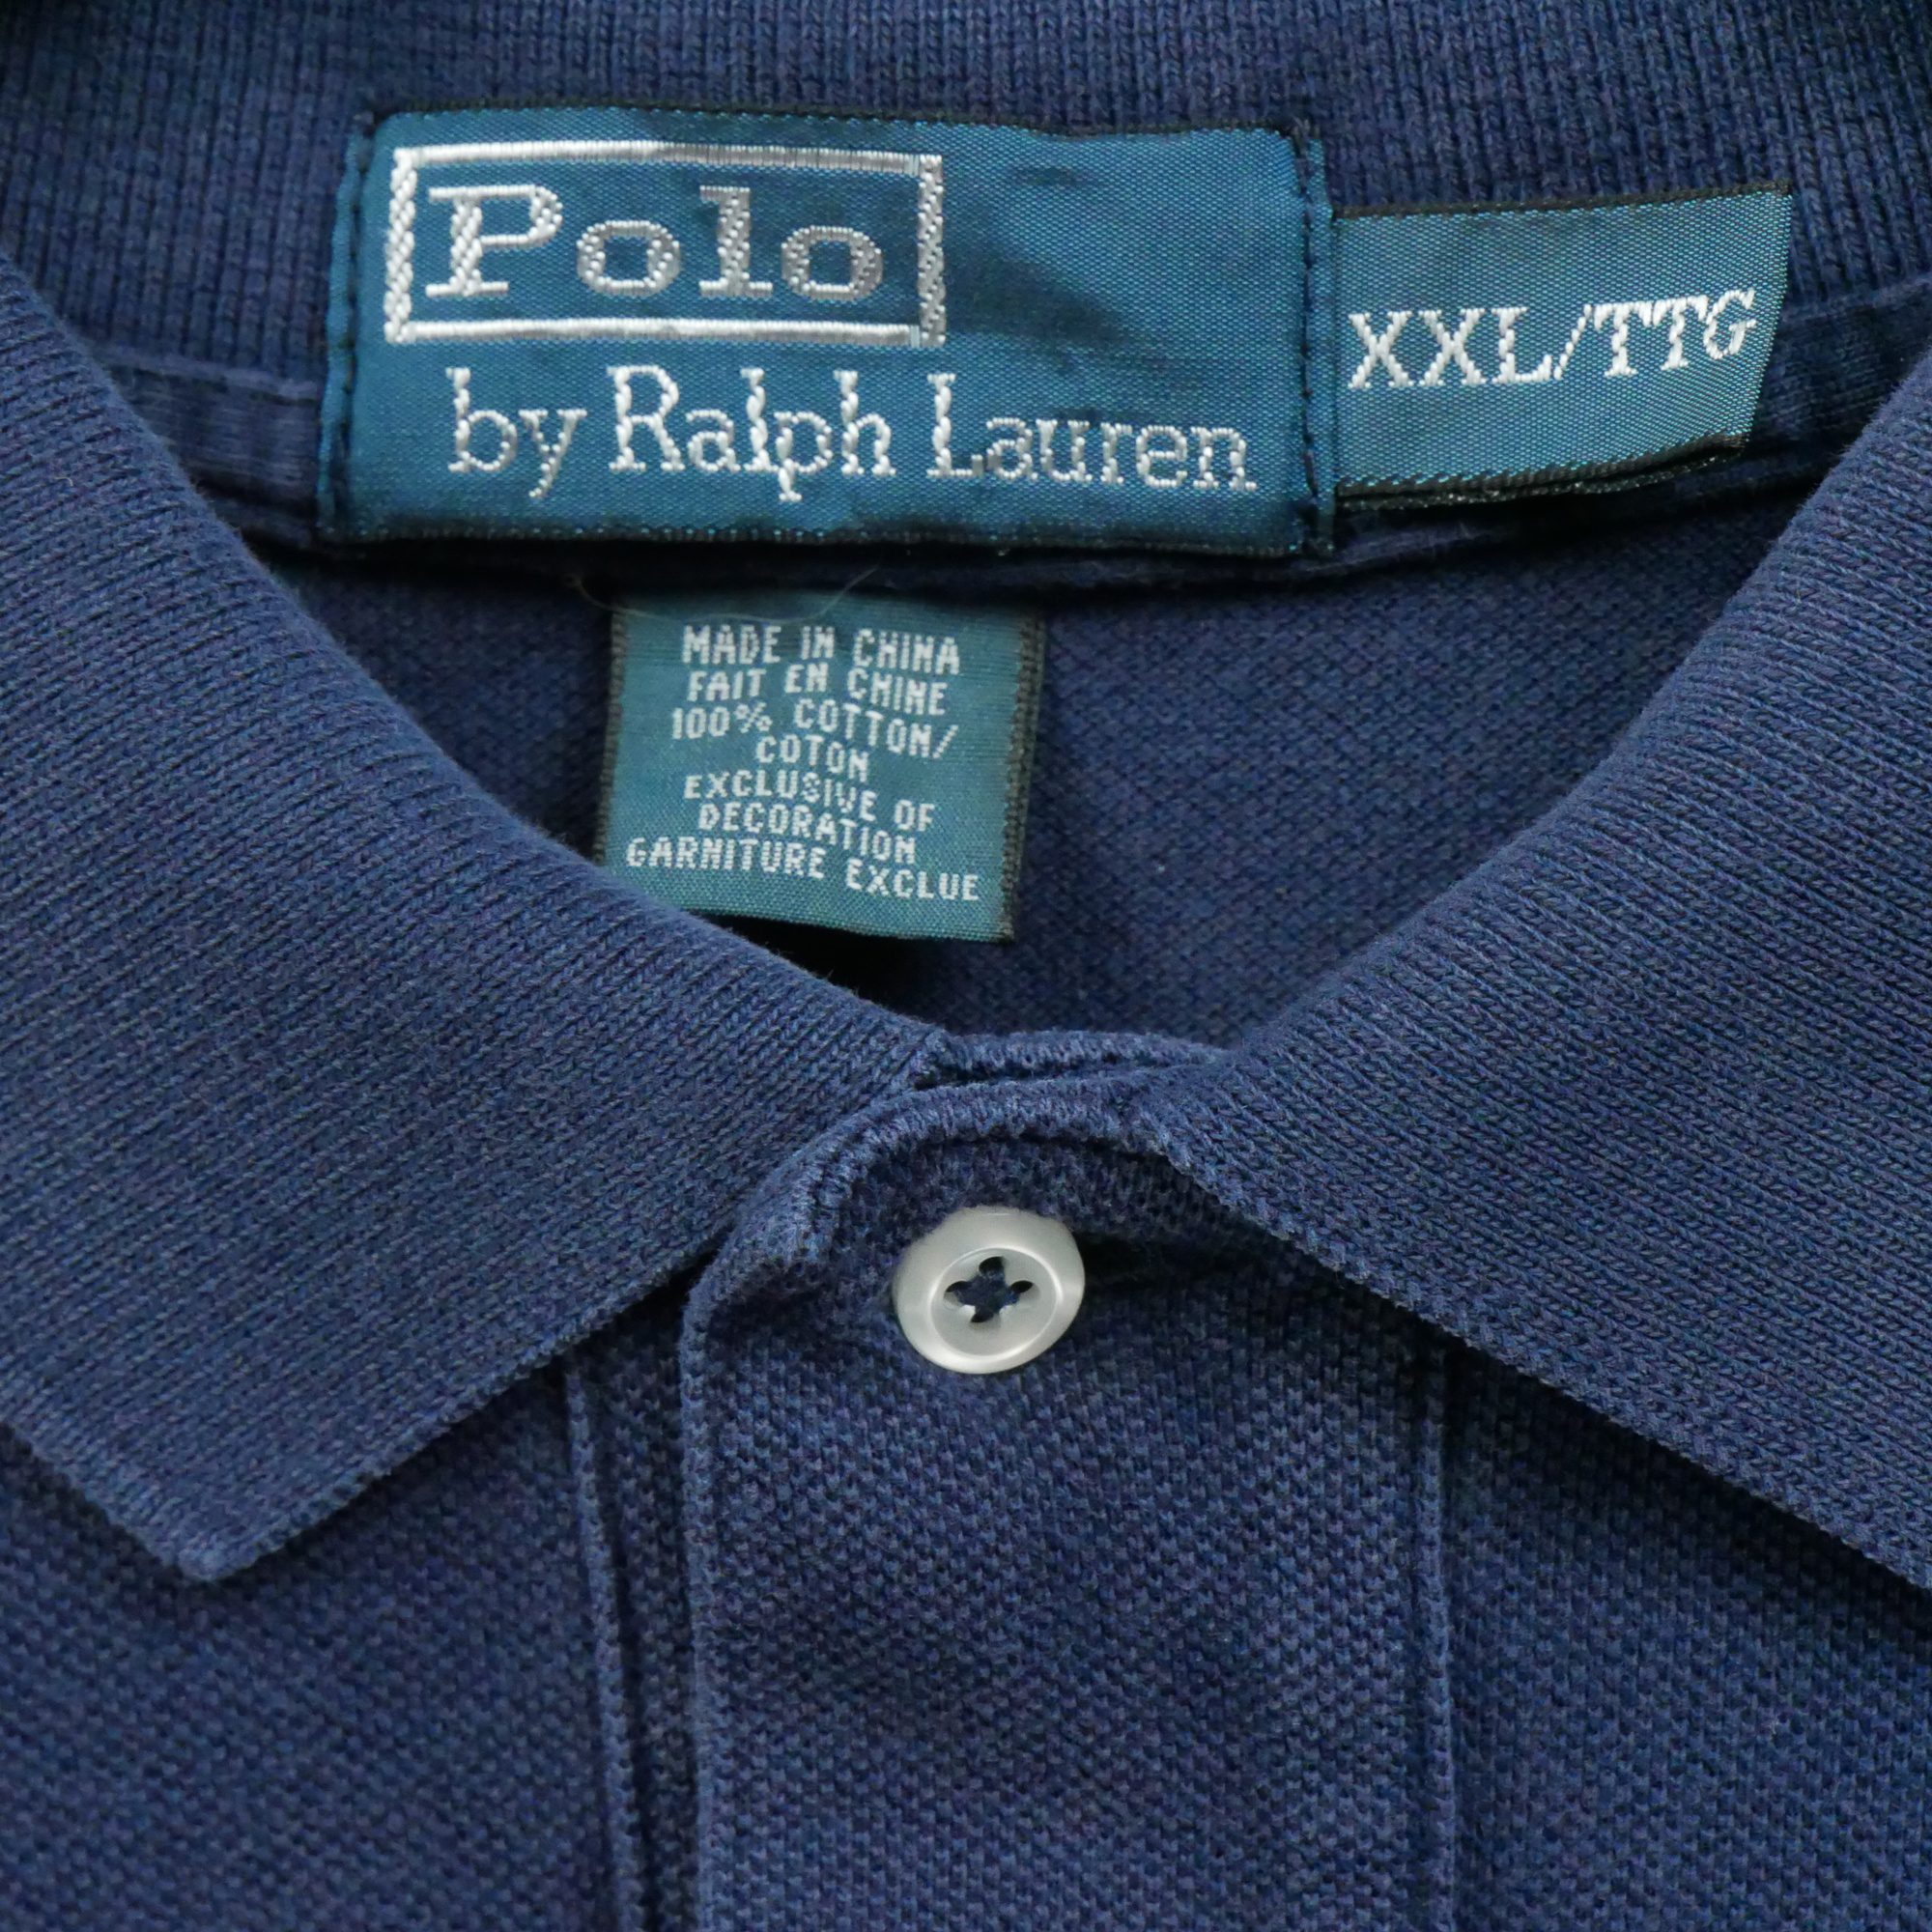 Polo
by Ralph Lauren
XXL/TTG
MADE IN CHINA
FAIT EN CHINE
100% COTTON/
COTON
EXCLUSIVE OF
DECORATION
GARNITURE EXCLUE